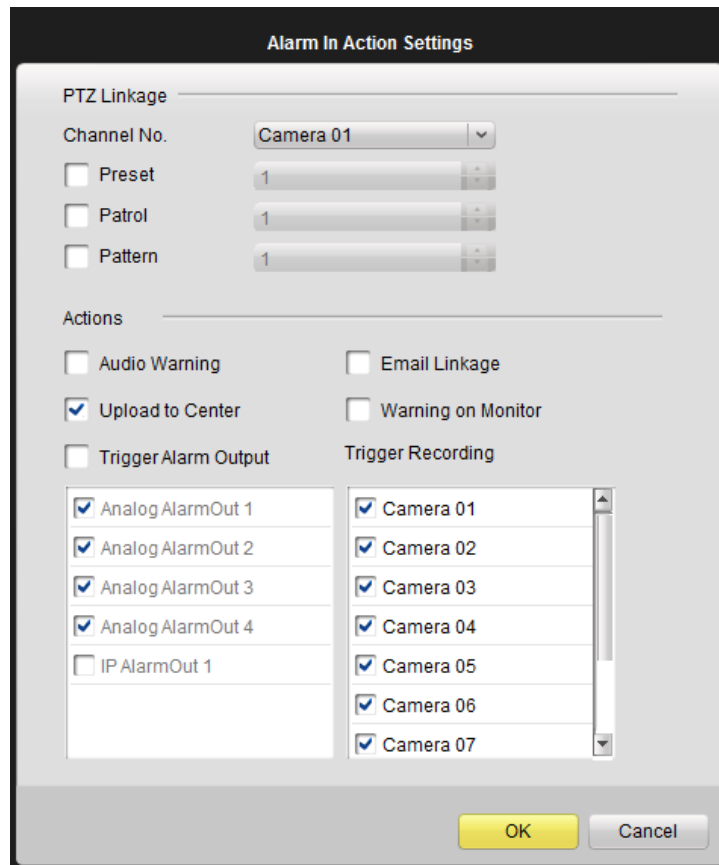 Alarm In Action Settings
PTZ Linkage
Channel No. Camera 01
Preset 1
Patrol 1
Pattern 1
Actions
Audio Warning Email Linkage
Upload to Center Warning on Monitor
Trigger Alarm Output Trigger Recording
Analog AlarmOut 1 Camera 01
Analog AlarmOut 2 Camera 02
Analog AlarmOut 3 Camera 03
Analog AlarmOut 4 Camera 04
IP AlarmOut 1 Camera 05
Camera 06
Camera 07
OK Cancel